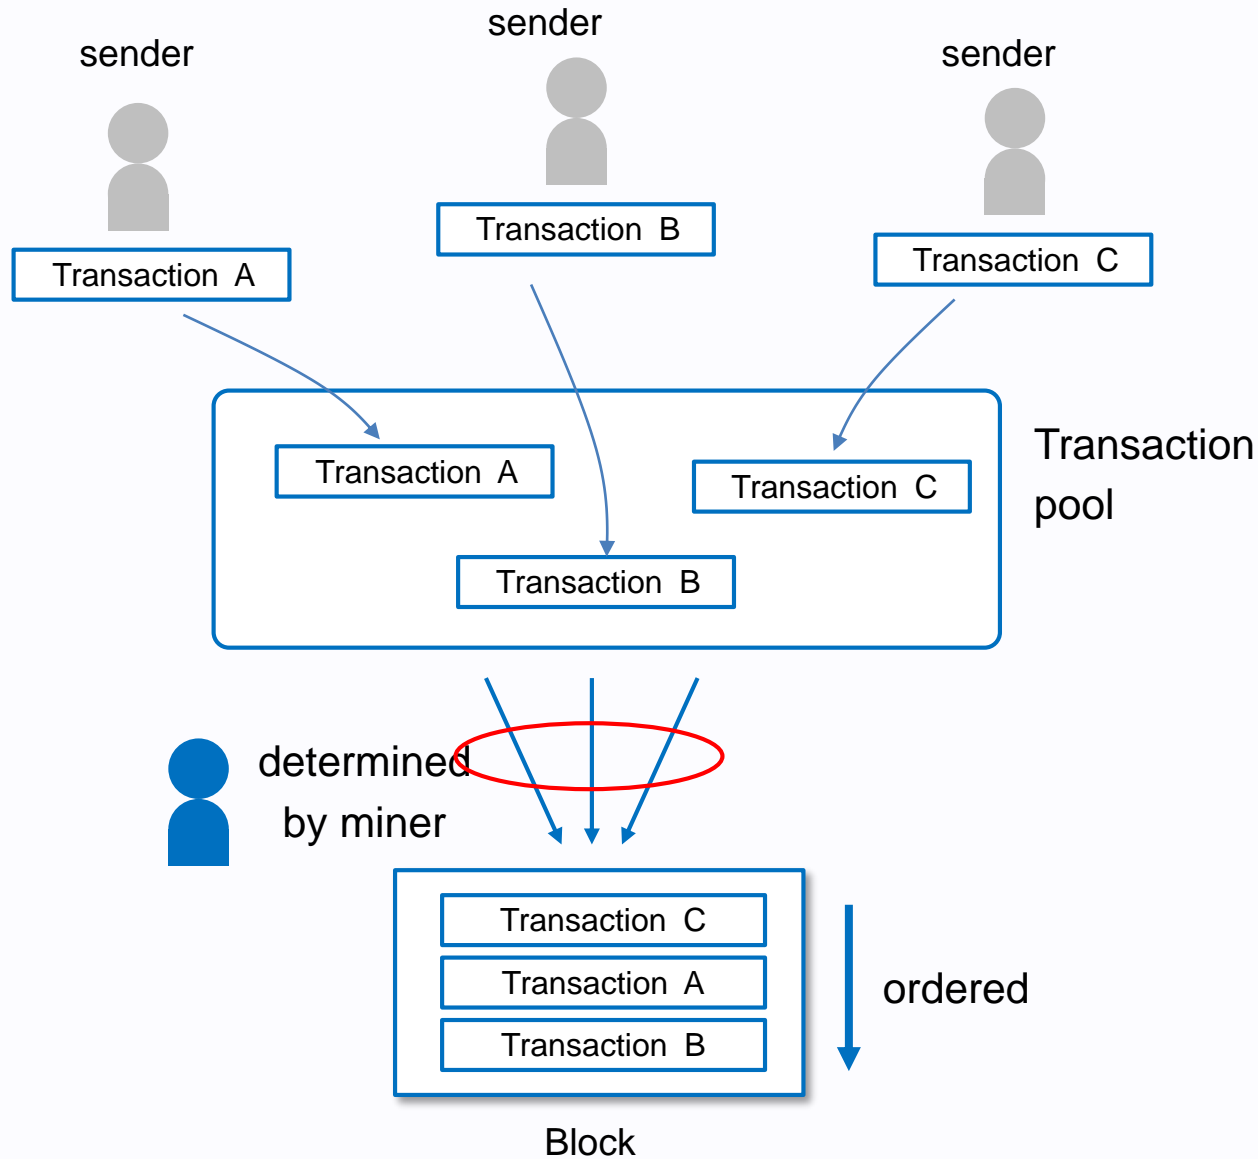 sender
sender
sender
Transaction A
Transaction B
Transaction C
Transaction A
Transaction C
Transaction B
Transaction
pool
determined
by miner
Transaction C
Transaction A
Transaction B
ordered
Block